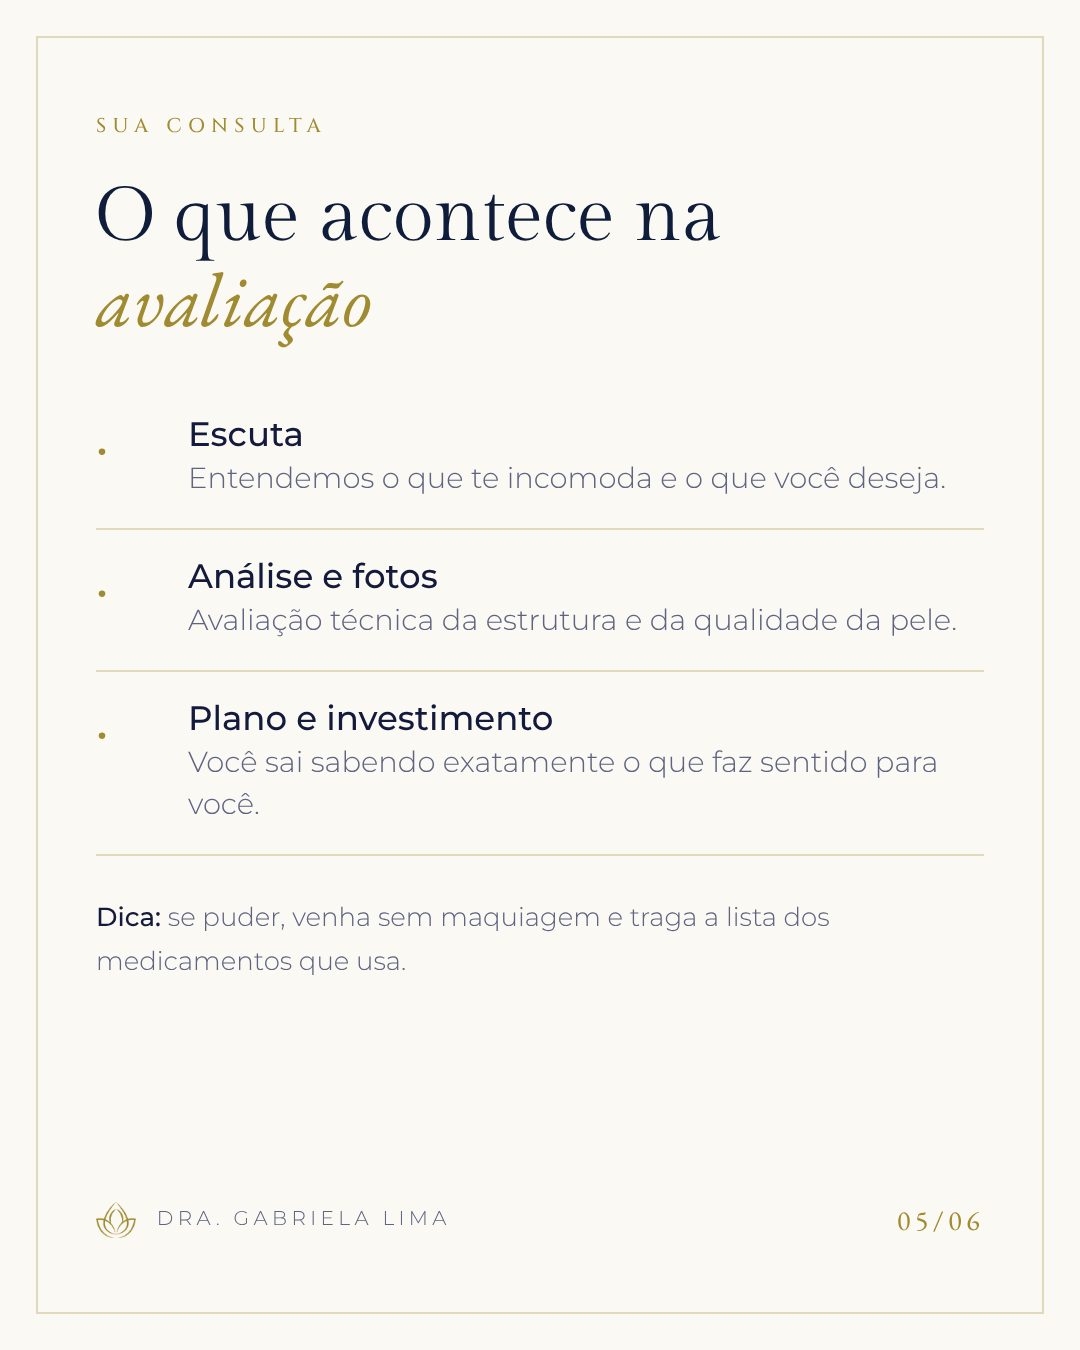 SUA CONSULTA
O que acontece na
avaliação
• Escuta
Entendemos o que te incomoda e o que você deseja.
• Análise e fotos
Avaliação técnica da estrutura e da qualidade da pele.
• Plano e investimento
Você sai sabendo exatamente o que faz sentido para
você.
Dica: se puder, venha sem maquiagem e traga a lista dos
medicamentos que usa.
DRA. GABRIELA LIMA
05/06